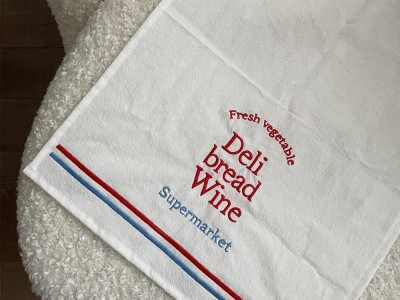 Fresh vegetable
Deli
bread
Wine
Supermarket